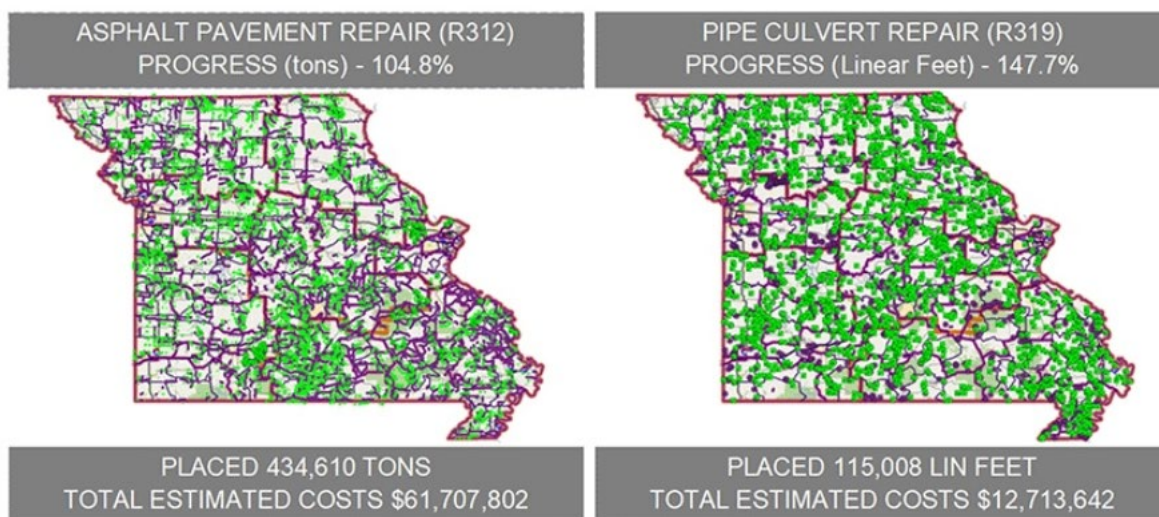 ASPHALT PAVEMENT REPAIR (R312)
PROGRESS (tons) - 104.8%
PLACED 434,610 TONS
TOTAL ESTIMATED COSTS $61,707,802
PIPE CULVERT REPAIR (R319)
PROGRESS (Linear Feet) - 147.7%
PLACED 115,008 LIN FEET
TOTAL ESTIMATED COSTS $12,713,642